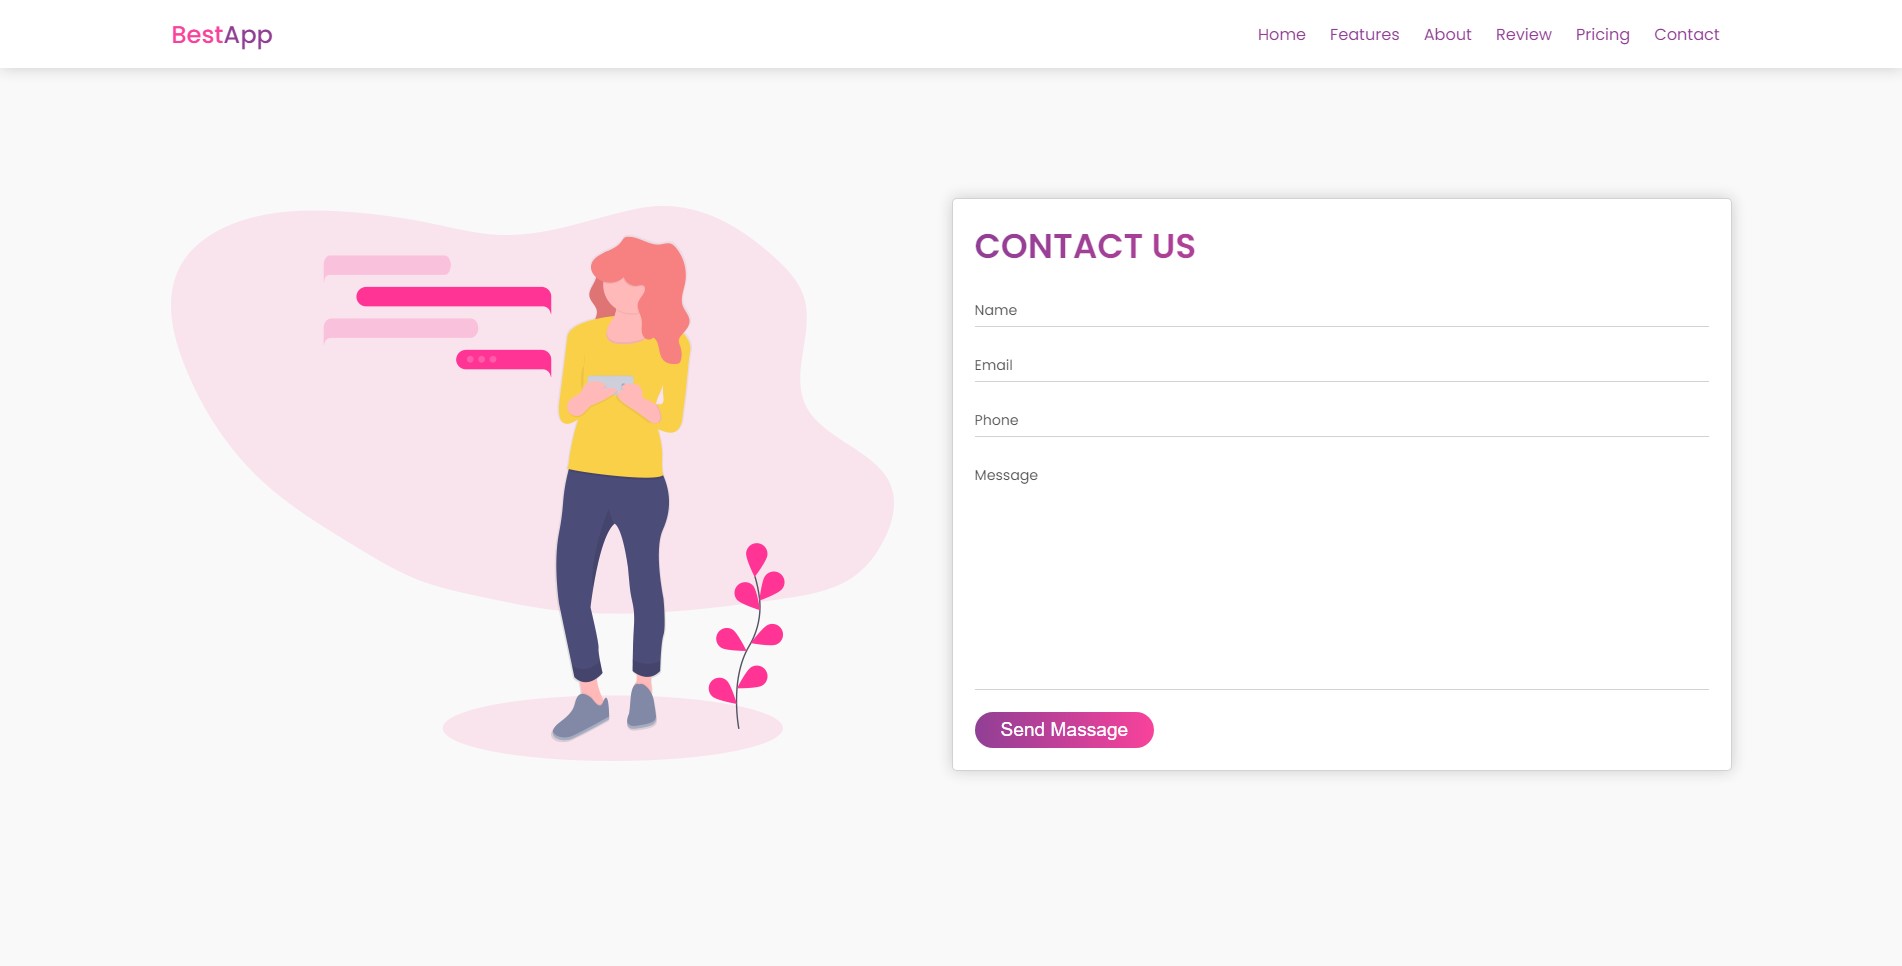 BestApp
Home Features About Review Pricing Contact
CONTACT US
Name
Email
Phone
Message
Send Massage